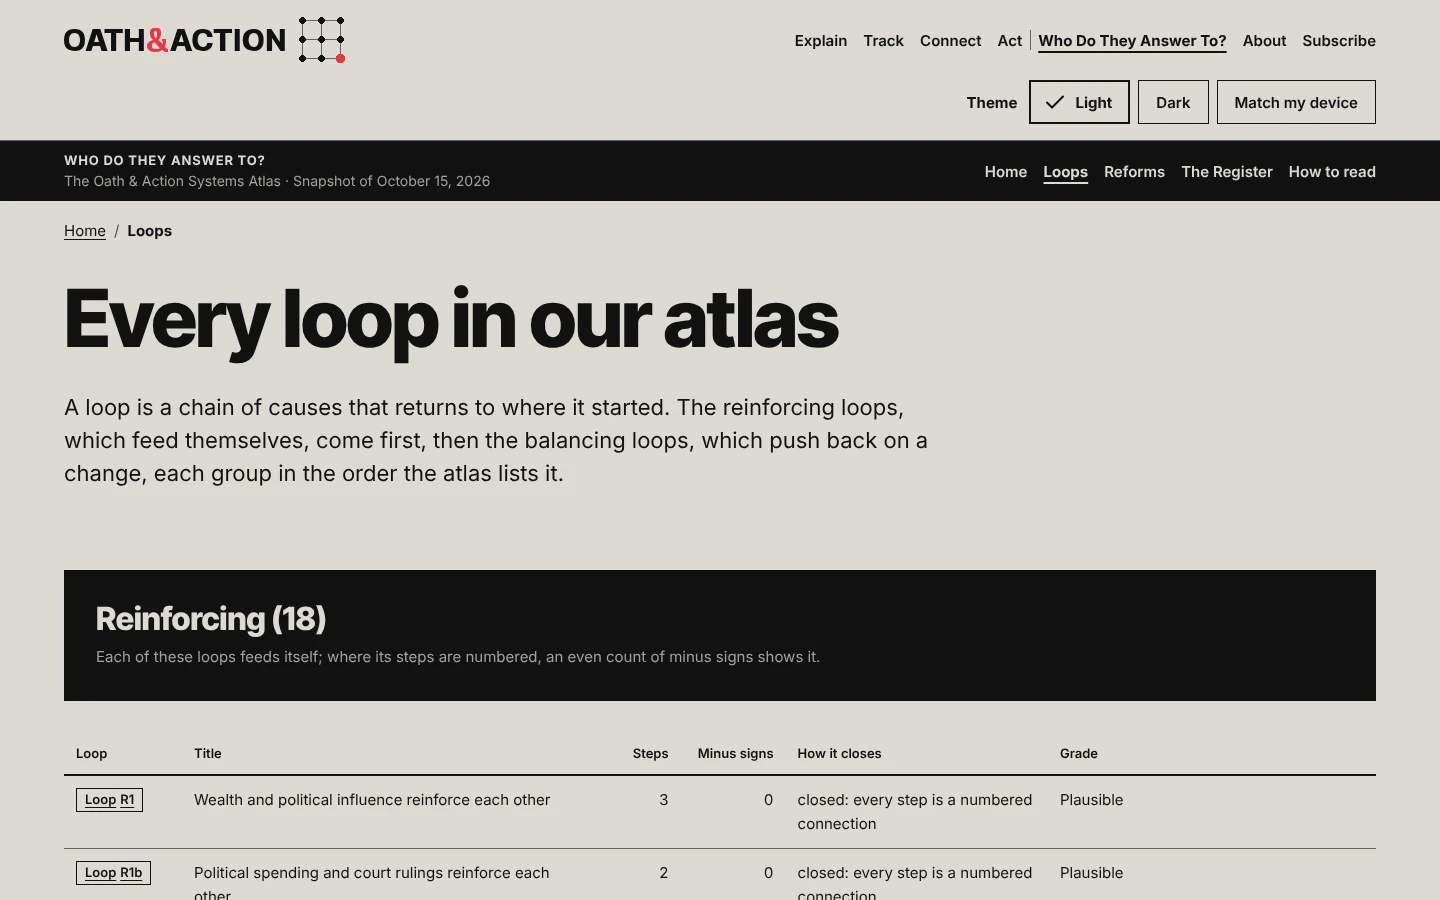 OATH&ACTION
Explain Track Connect Act Who Do They Answer To? About Subscribe
Theme Light Dark Match my device
WHO DO THEY ANSWER TO?
The Oath & Action Systems Atlas · Snapshot of October 15, 2026
Home Loops Reforms The Register How to read
Home / Loops
Every loop in our atlas
A loop is a chain of causes that returns to where it started. The reinforcing loops,
which feed themselves, come first, then the balancing loops, which push back on a
change, each group in the order the atlas lists it.
Reinforcing (18)
Each of these loops feeds itself; where its steps are numbered, an even count of minus signs shows it.
Loop Title Steps Minus signs How it closes Grade
Loop R1 Wealth and political influence reinforce each other 3 0 closed: every step is a numbered Plausible
connection
Loop R1b Political spending and court rulings reinforce each 2 0 closed: every step is a numbered Plausible
other connection